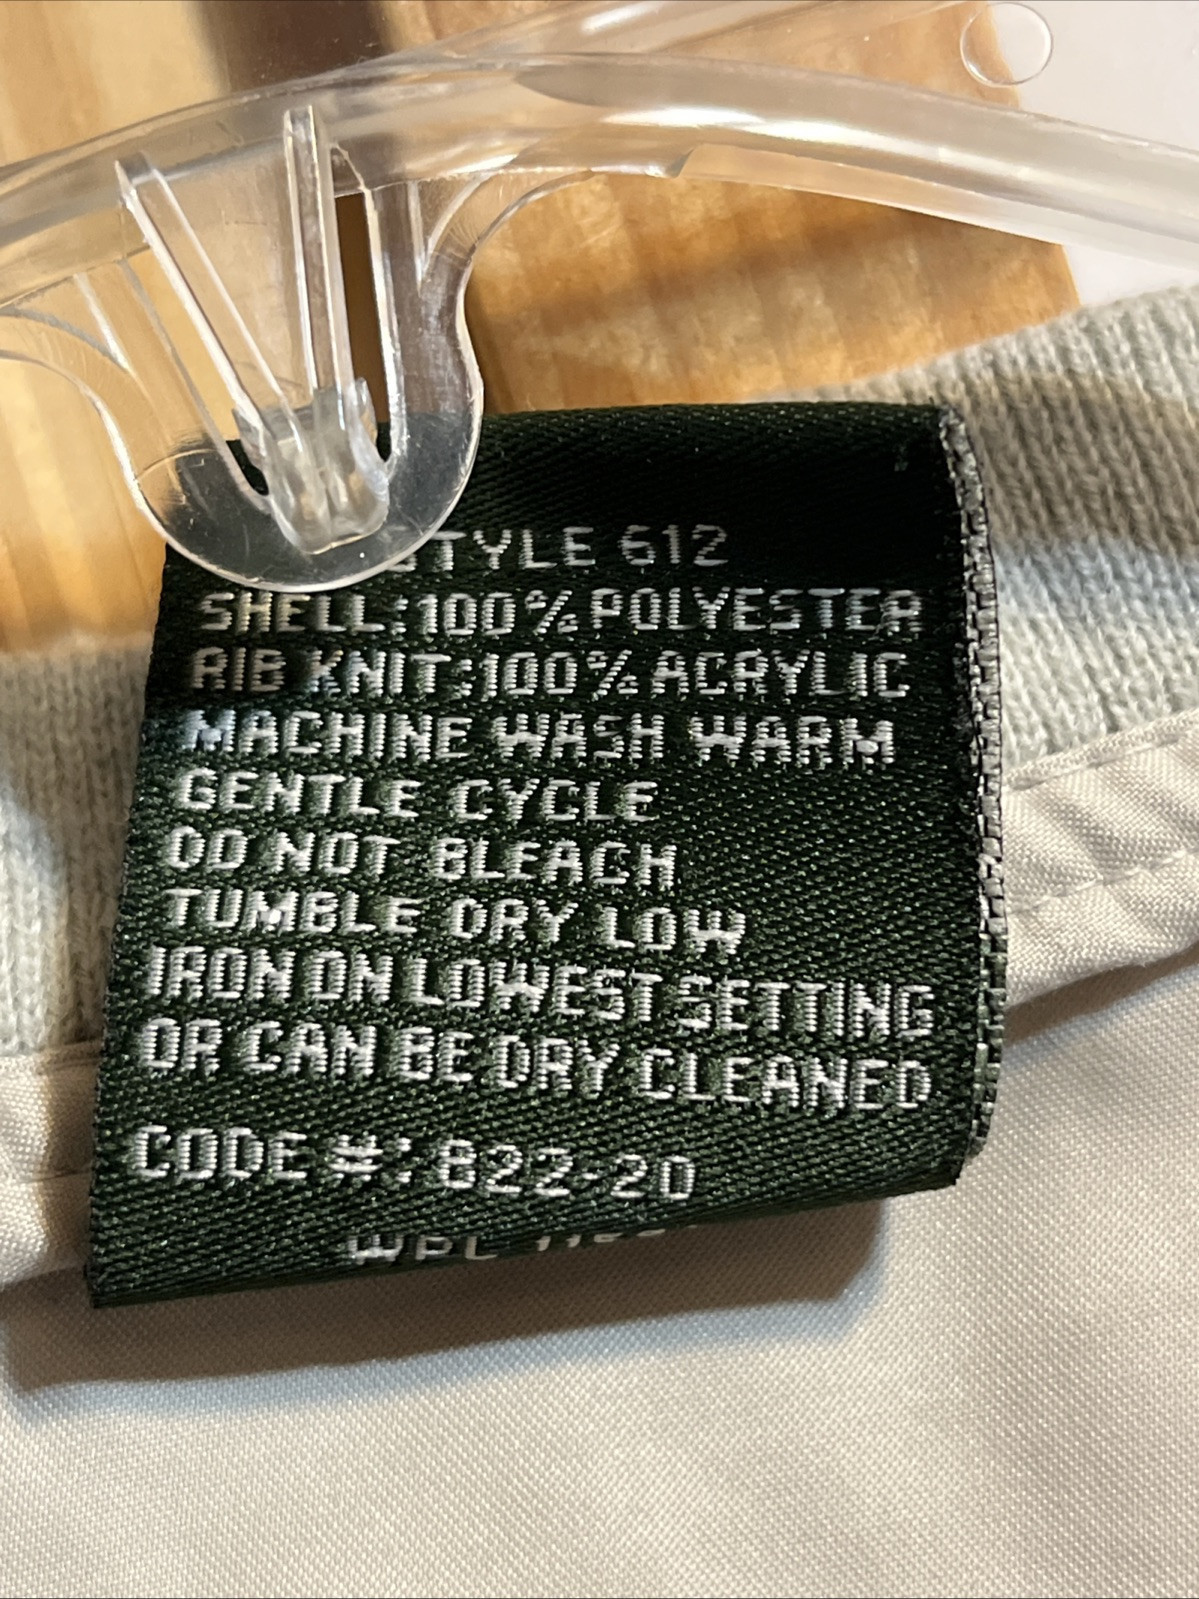 STYLE 612
SHELL:100% POLYESTER
RIB KNIT:100% ACRYLIC
MACHINE WASH WARM
GENTLE CYCLE
DO NOT BLEACH
TUMBLE DRY LOW
IRON ON LOWEST SETTING
OR CAN BE DRY CLEANED
CODE #: 822-20
WPL